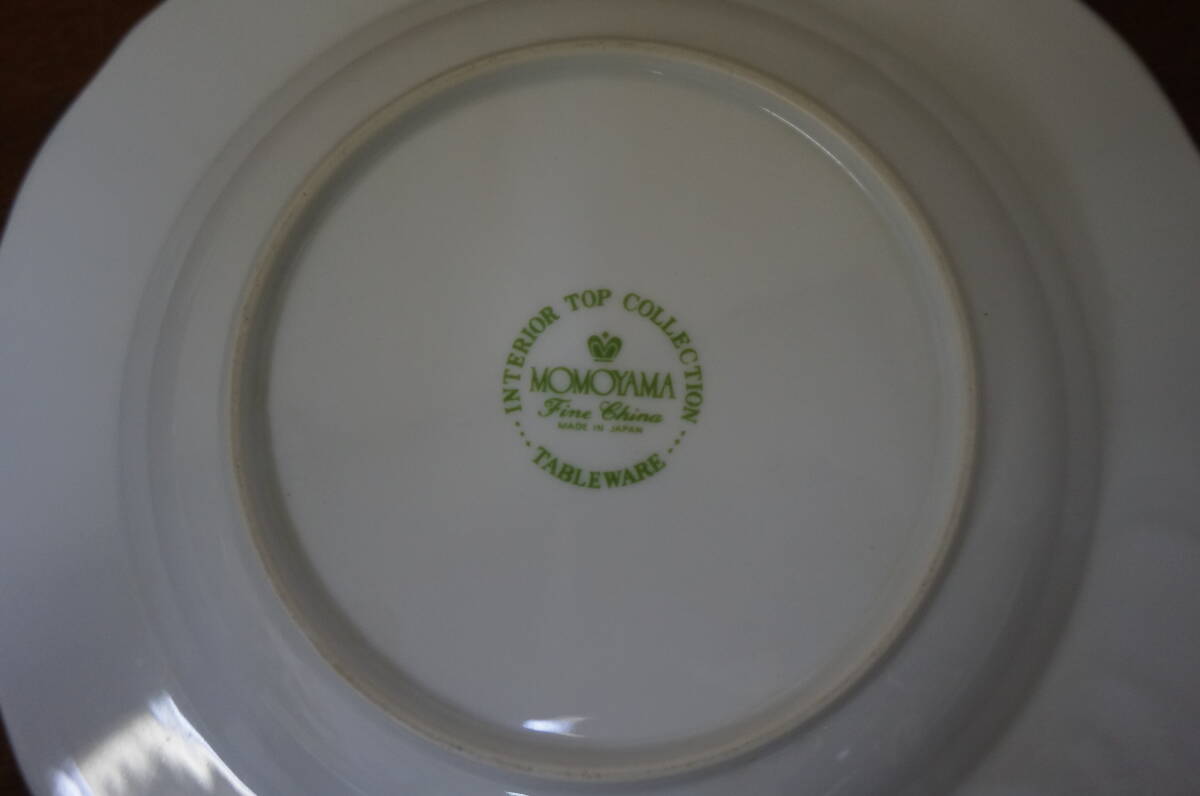 INTERIOR TOP COLLECTION
MOMOYAMA
Fine China
MADE IN JAPAN
... TABLEWARE ...